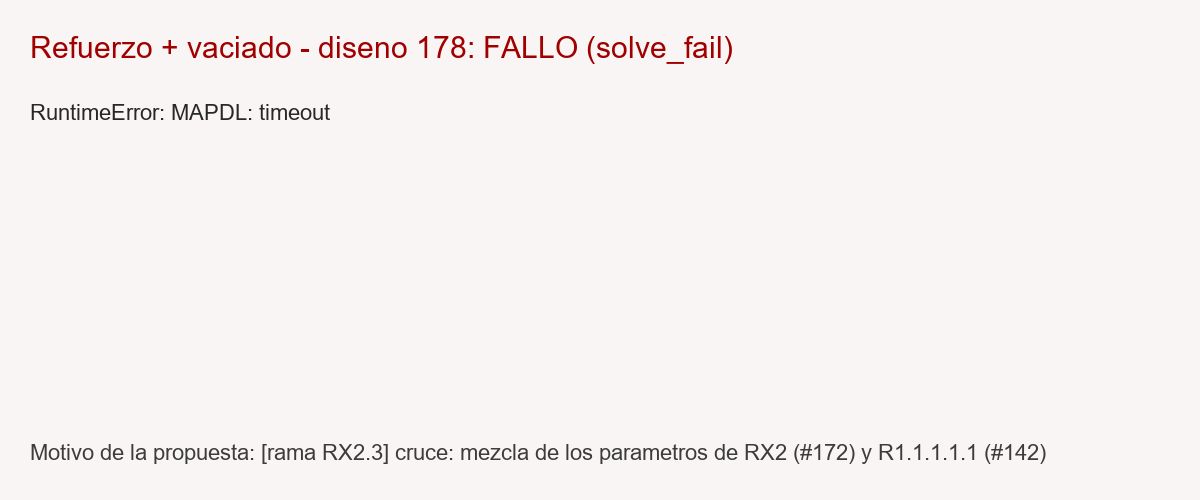 Refuerzo + vaciado - diseno 178: FALLO (solve_fail)
RuntimeError: MAPDL: timeout
Motivo de la propuesta: [rama RX2.3] cruce: mezcla de los parametros de RX2 (#172) y R1.1.1.1.1 (#142)